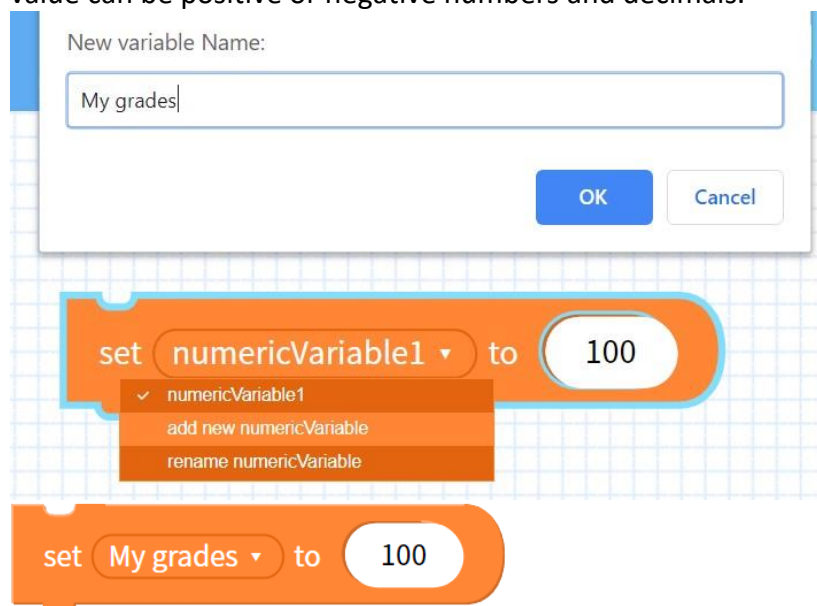 value can be positive or negative numbers and decimals.
New variable Name:
My grades
OK Cancel
set numericVariable1 to 100
numericVariable1
add new numericVariable
rename numericVariable
set My grades to 100